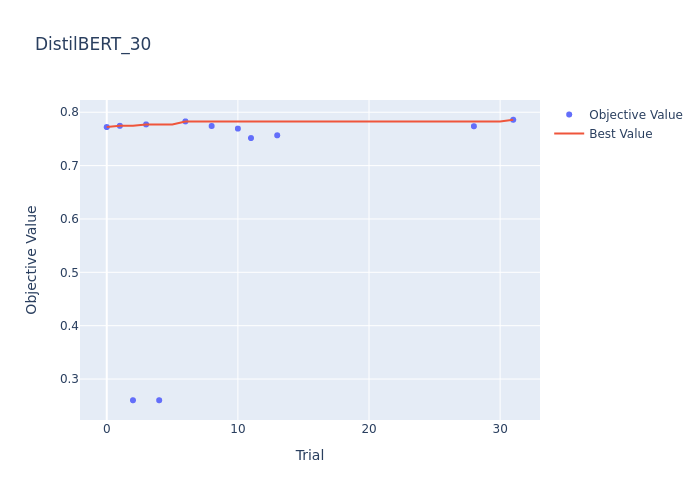 DistilBERT_30
Objective Value
Best Value
0.8
0.7
0.6
0.5
0.4
0.3
Objective Value
0 10 20 30
Trial